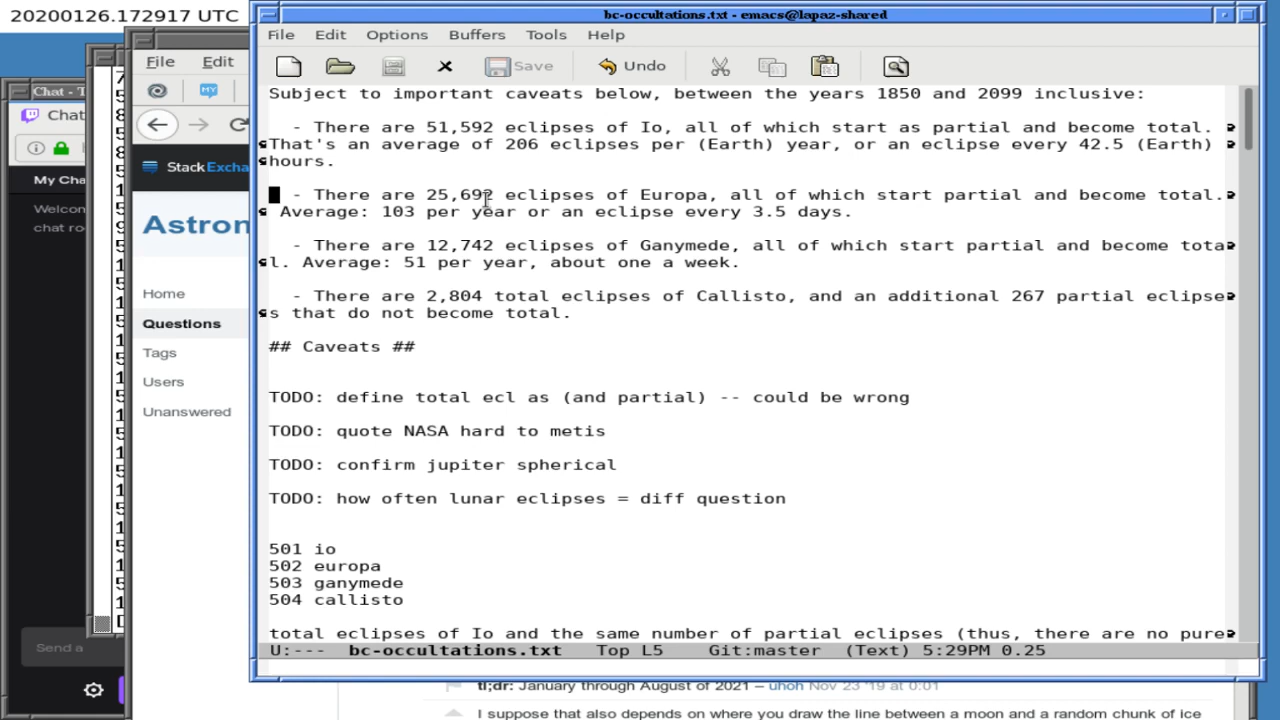 20200126.172917 UTC
bc-occultations.txt - emacs@lapaz-shared
File Edit Options Buffers Tools Help
Save Undo
Subject to important caveats below, between the years 1850 and 2099 inclusive:
- There are 51,592 eclipses of Io, all of which start as partial and become total.
That's an average of 206 eclipses per (Earth) year, or an eclipse every 42.5 (Earth)
hours.
- There are 25,692 eclipses of Europa, all of which start partial and become total.
Average: 103 per year or an eclipse every 3.5 days.
- There are 12,742 eclipses of Ganymede, all of which start partial and become tota
l. Average: 51 per year, about one a week.
- There are 2,804 total eclipses of Callisto, and an additional 267 partial eclipse
s that do not become total.
## Caveats ##
TODO: define total ecl as (and partial) -- could be wrong
TODO: quote NASA hard to metis
TODO: confirm jupiter spherical
TODO: how often lunar eclipses = diff question
501 io
502 europa
503 ganymede
504 callisto
total eclipses of Io and the same number of partial eclipses (thus, there are no pure
U:--- bc-occultations.txt Top L5 Git:master (Text) 5:29PM 0.25
File Edit
MY
StackExcha
Astron
Home
Questions
Tags
Users
Unanswered
Chat - T
Chat
My Cha
Welcom
chat ro
Send a
tl;dr: January through August of 2021 – uhoh Nov 23 '19 at 0:01
I suppose that also depends on where you draw the line between a moon and a random chunk of ice